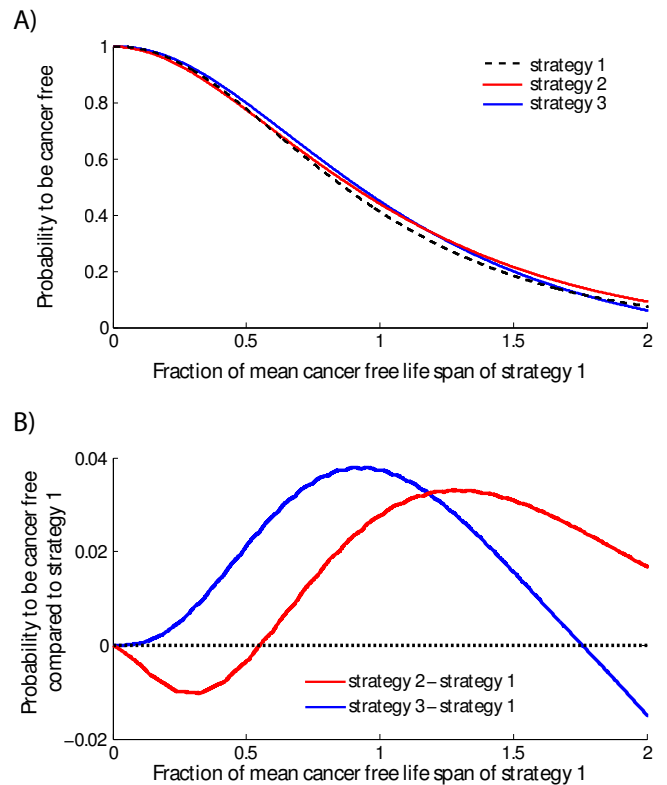 A)
Probability to be cancer free
1
0.8
0.6
0.4
0.2
0
0
0.5
1
1.5
2
strategy 1
strategy 2
strategy 3
Fraction of mean cancer free life span of strategy 1
B)
Probability to be cancer free
compared to strategy 1
0.04
0.02
0
−0.02
0
0.5
1
1.5
2
strategy 2−strategy 1
strategy 3−strategy 1
Fraction of mean cancer free life span of strategy 1